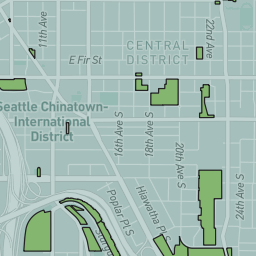 11th Ave
22nd Ave
CENTRAL
DISTRICT
E Fir St
Seattle Chinatown-
International
District
16th Ave S
18th Ave S
20th Ave S
24th Ave S
Poplar Pl S
Hiawatha Pl S
Sturgu